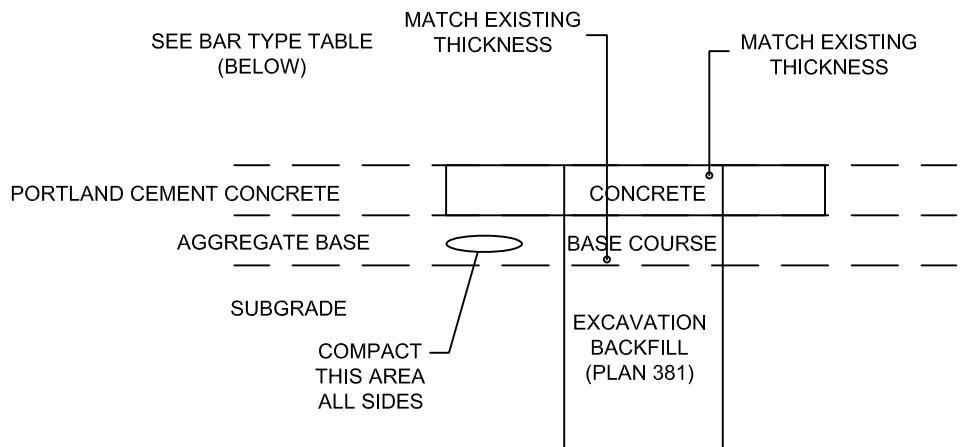 MATCH EXISTING
THICKNESS
SEE BAR TYPE TABLE
(BELOW)
MATCH EXISTING
THICKNESS
PORTLAND CEMENT CONCRETE
CONCRETE
AGGREGATE BASE
BASE COURSE
SUBGRADE
EXCAVATION
BACKFILL
(PLAN 381)
COMPACT
THIS AREA
ALL SIDES